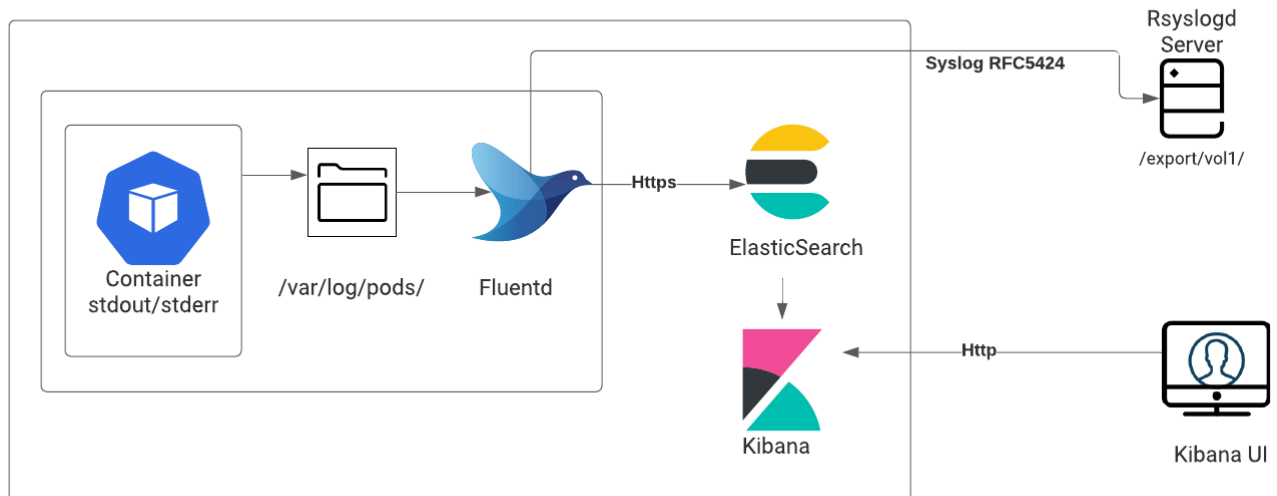 Rsyslogd
Server
Syslog RFC5424
/export/vol1/
Https
ElasticSearch
Container
stdout/stderr
/var/log/pods/
Fluentd
Http
Kibana
Kibana UI